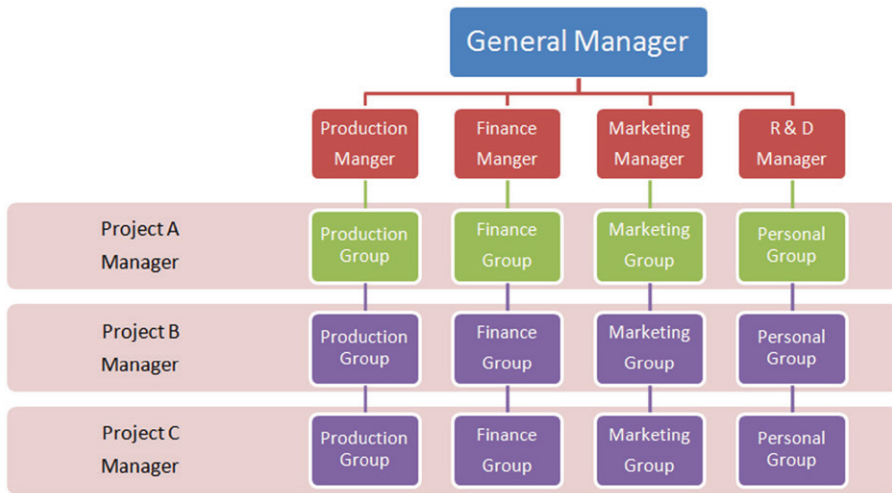 General Manager
Production
Manger
Finance
Manger
Marketing
Manager
R & D
Manager
Project A
Manager
Production
Group
Finance
Group
Marketing
Group
Personal
Group
Project B
Manager
Production
Group
Finance
Group
Marketing
Group
Personal
Group
Project C
Manager
Production
Group
Finance
Group
Marketing
Group
Personal
Group